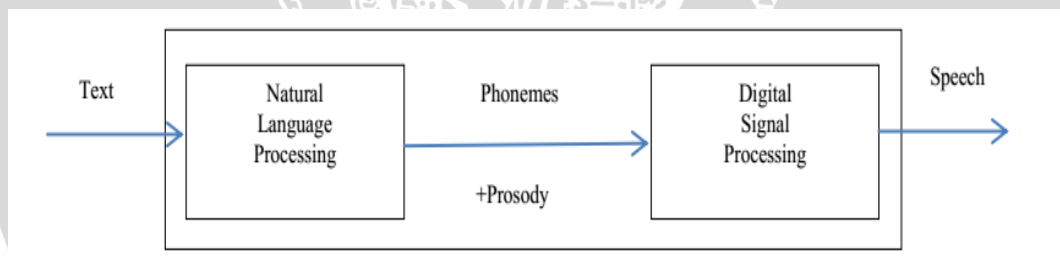 Text
Natural
Language
Processing
Phonemes
+Prosody
Digital
Signal
Processing
Speech